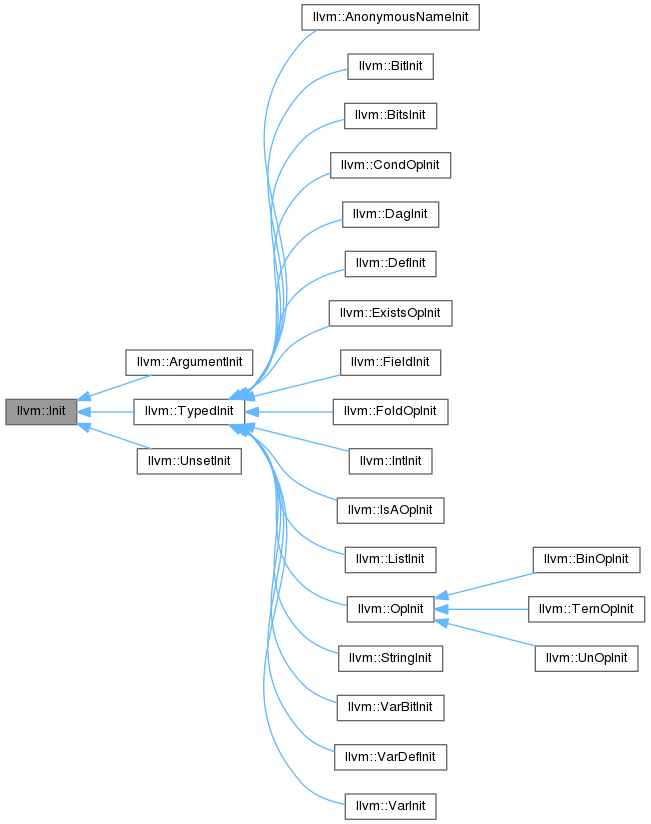 llvm::AnonymousNameInit
llvm::BitInit
llvm::BitsInit
llvm::CondOpInit
llvm::DagInit
llvm::DefInit
llvm::ExistsOpInit
llvm::ArgumentInit
llvm::FieldInit
llvm::Init
llvm::TypedInit
llvm::FoldOpInit
llvm::UnsetInit
llvm::IntInit
llvm::IsAOpInit
llvm::ListInit
llvm::BinOpInit
llvm::OpInit
llvm::TernOpInit
llvm::StringInit
llvm::UnOpInit
llvm::VarBitInit
llvm::VarDefInit
llvm::VarInit